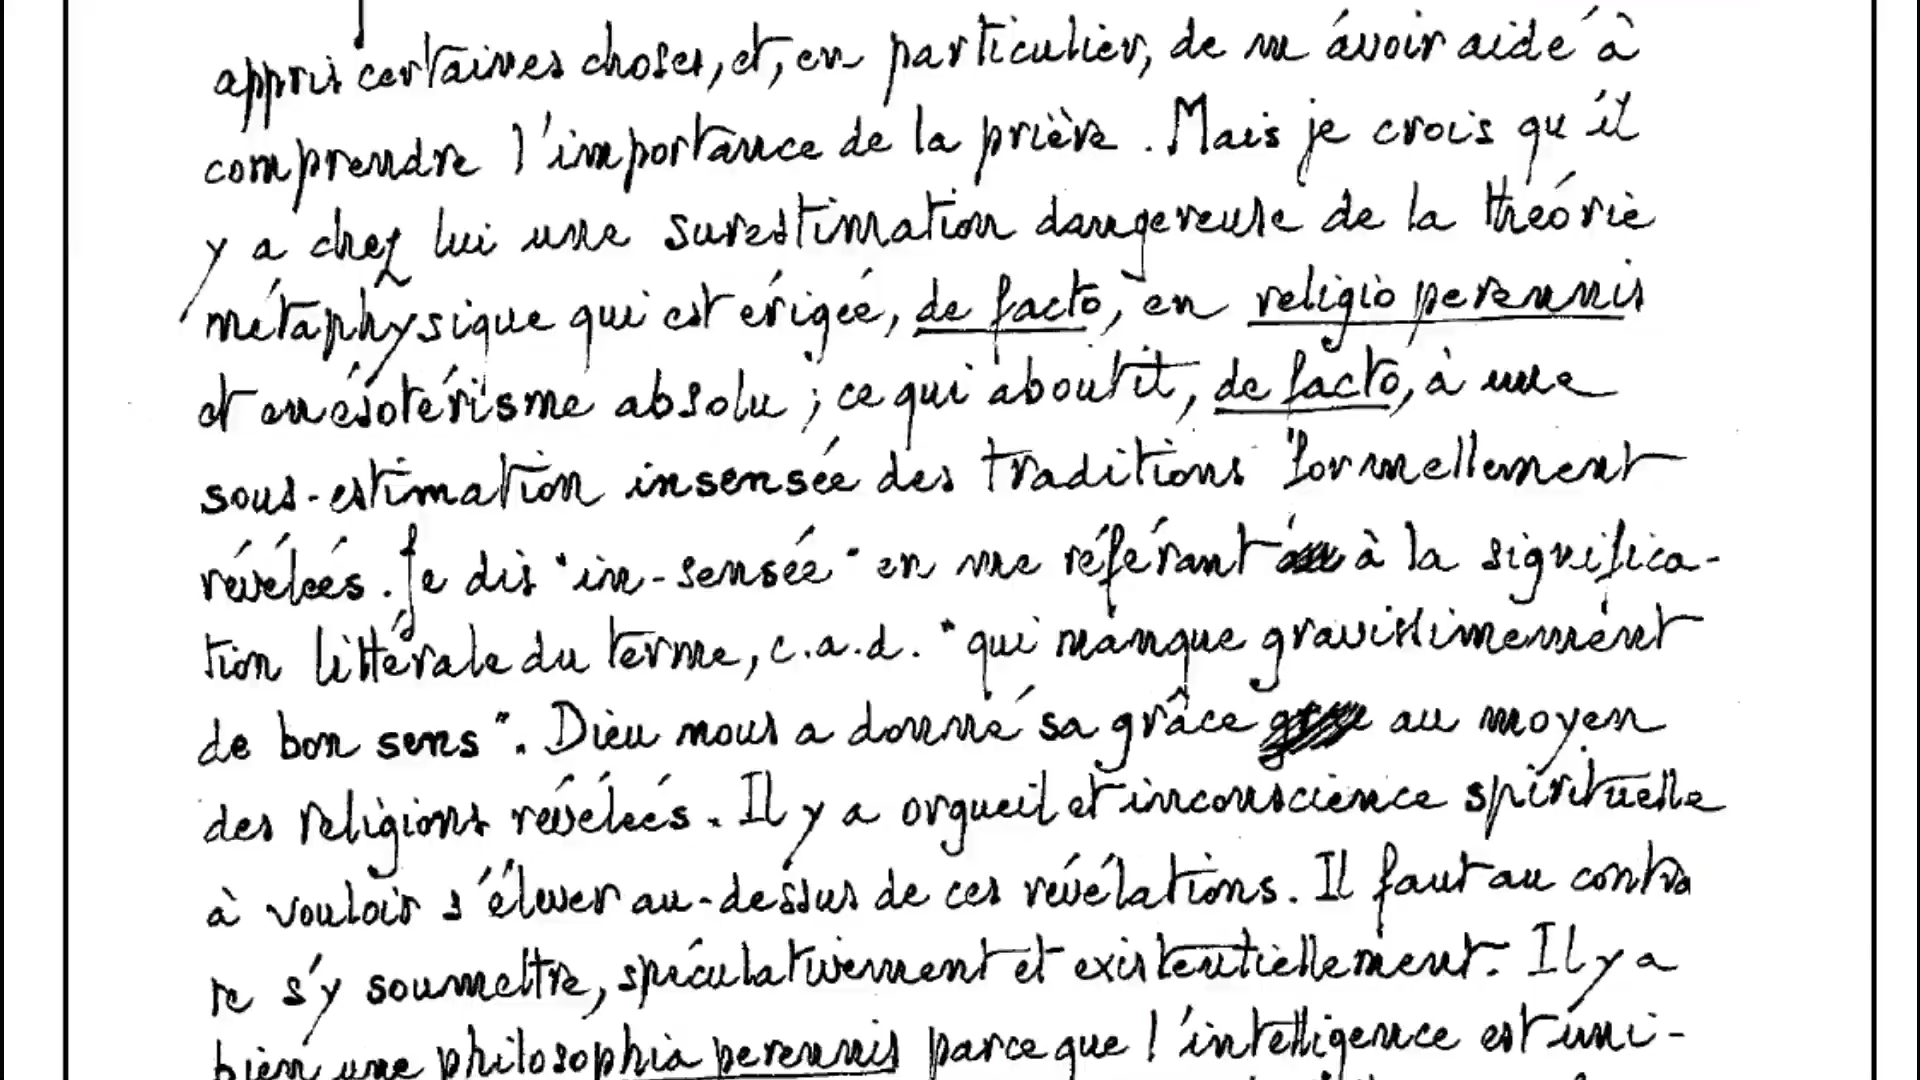 appris certaines choses, et, en particulier, de m'avoir aidé à
comprendre l'importance de la prière. Mais je crois qu'il
y a chez lui une surestimation dangereuse de la théorie
métaphysique qui est érigée, de facto, en religio perennis
et en ésotérisme absolu ; ce qui aboutit, de facto, à une
sous-estimation insensée des traditions formellement
révélées. Je dis "in-sensée" en me référant à la significa-
tion littérale du terme, c.a.d. "qui manque gravissimement
de bon sens". Dieu nous a donné sa grâce au moyen
des religions révélées. Il y a orgueil et inconscience spirituelle
à vouloir s'élever au-dessus de ces révélations. Il faut au contrai
re s'y soumettre, spéculativement et existentiellement. Il y a
bien une philosophia perennis parce que l'intelligence est uni-